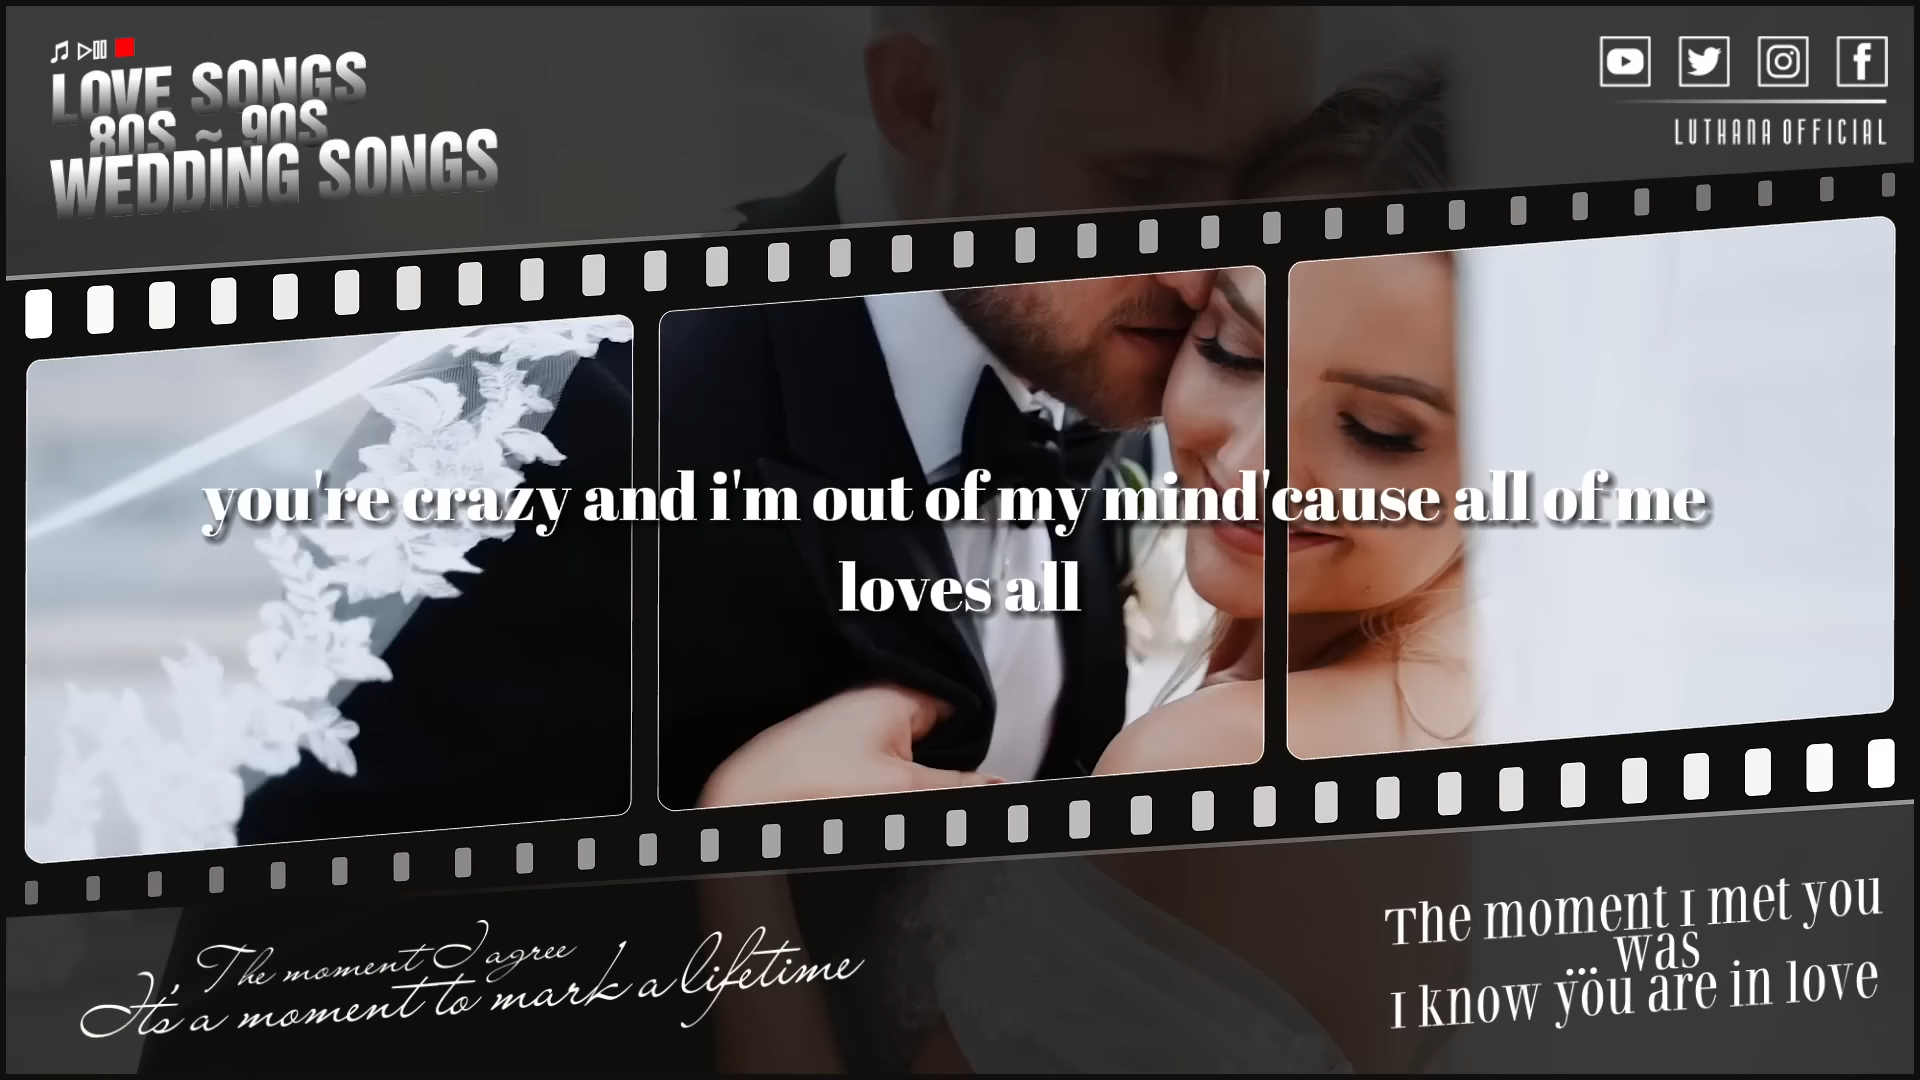 LOVE SONGS
80S ~ 90S
WEDDING SONGS
LUTHANA OFFICIAL
you're crazy and i'm out of my mind'cause all of me
loves all
The moment I agree
It's a moment to mark a lifetime
The moment I met you
was
I know yöu are in love